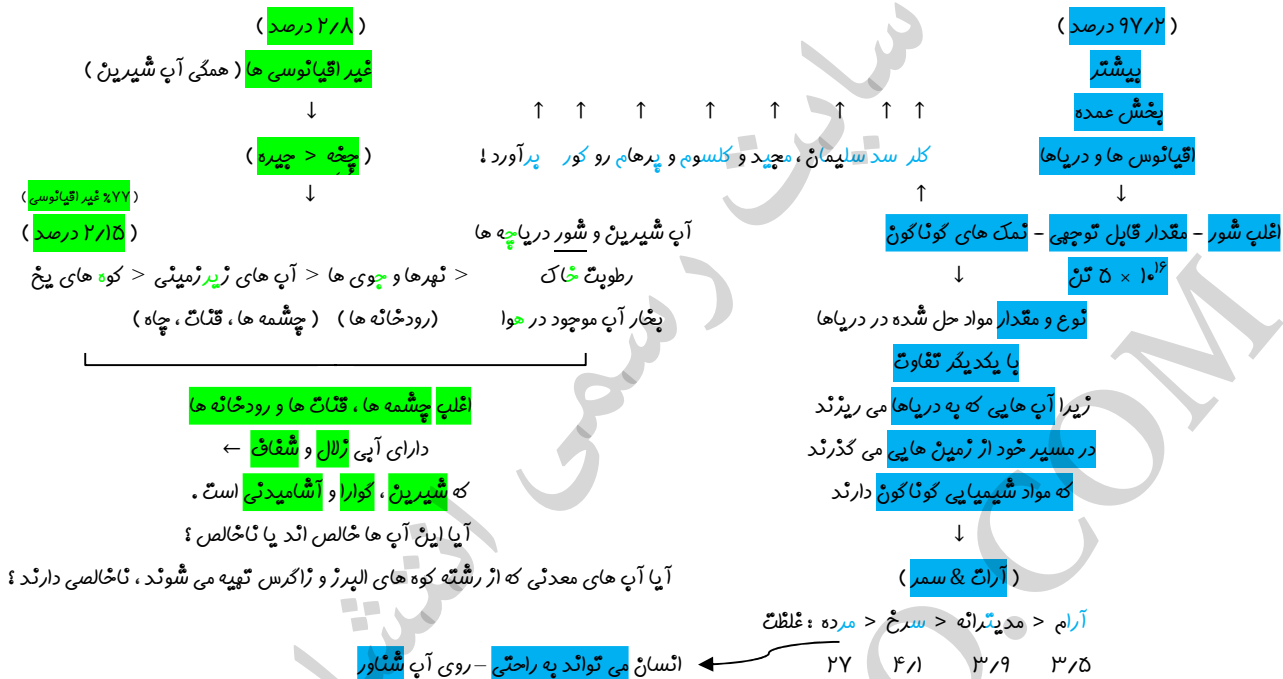 ( ۹۷/۲ درصد )
بیشتر
بخش عمده
اقیانوس ها و دریاها
↓
اغلب شور – مقدار قابل توجهی – نمک های گوناگون
۵ × ۱۰¹⁶ تن
↑
↑ ↑ ↑ ↑ ↑ ↑ ↑ ↑
کلر سد سلیمان ، مجید و کلسوم و پرهام رو کور برآورد !
↓
نوع و مقدار مواد حل شده در دریاها
با یکدیگر تفاوت
زیرا آب هایی که به دریاها می ریزند
در مسیر خود از زمین هایی می گذرند
که مواد شیمیایی گوناگون دارند
↓
( آرات & سمر )
غلظت : مرده > سرخ > مدیترانه > آرام
۲۷ ۴/۱ ۳/۹ ۳/۵
انسان می تواند به راحتی – روی آب شناور
( ۲/۸ درصد )
غیر اقیانوسی ها ( همگی آب شیرین )
↓
( چخه > جیره )
↓
( ۷۷% غیر اقیانوسی )
( ۲/۱۵ درصد )
آب شیرین و شور دریاچه ها
رطوبت خاک
بخار آب موجود در هوا
کوه های یخ > آب های زیرزمینی > نهرها و جوی ها >
( چشمه ها ، قنات ، چاه ) (رودخانه ها)
اغلب چشمه ها ، قنات ها و رودخانه ها
دارای آبی زلال و شفاف ←
که شیرین ، گوارا و آشامیدنی است .
آیا این آب ها خالص اند یا ناخالص ؟
آیا آب های معدنی که از رشته کوه های البرز و زاگرس تهیه می شوند ، ناخالصی دارند ؟
سایت رسمی
O.COM